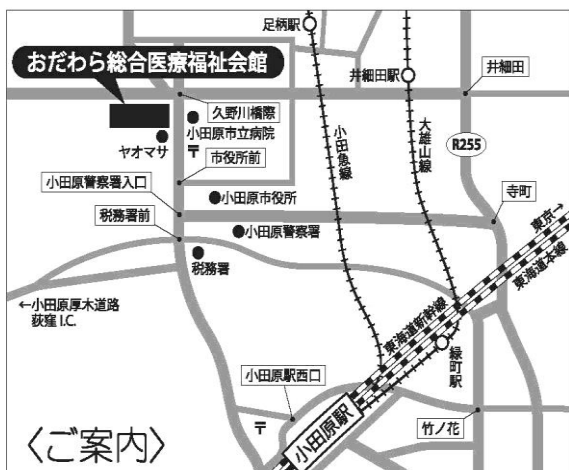 足柄駅
おだわら総合医療福祉会館
井細田駅
井細田
久野川橋際
小田原市立病院
ヤオマサ
〒
市役所前
小田急線
大雄山線
R255
小田原警察署入口
小田原市役所
寺町
税務署前
小田原警察署
税務署
東京→
東海道本線
←小田原厚木道路
荻窪 I.C.
東海道新幹線
緑町駅
小田原駅西口
〒
小田原駅
竹ノ花
〈ご案内〉